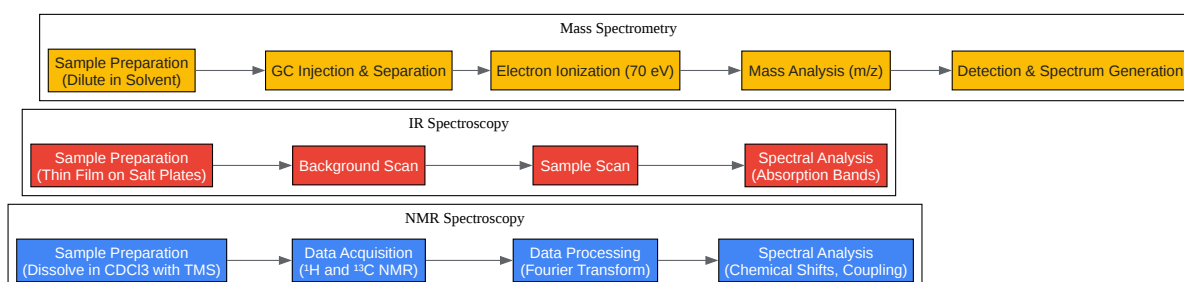 Mass Spectrometry
Sample Preparation
(Dilute in Solvent)
GC Injection & Separation
Electron Ionization (70 eV)
Mass Analysis (m/z)
Detection & Spectrum Generation
IR Spectroscopy
Sample Preparation
(Thin Film on Salt Plates)
Background Scan
Sample Scan
Spectral Analysis
(Absorption Bands)
NMR Spectroscopy
Sample Preparation
(Dissolve in CDCl3 with TMS)
Data Acquisition
(¹H and ¹³C NMR)
Data Processing
(Fourier Transform)
Spectral Analysis
(Chemical Shifts, Coupling)